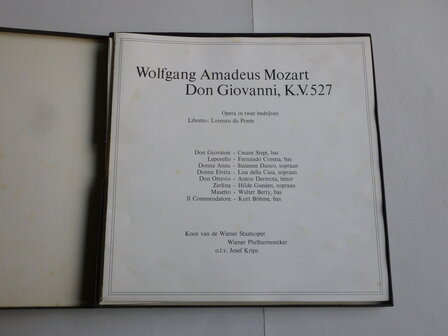 Wolfgang Amadeus Mozart
Don Giovanni, K.V. 527
Opera in twee bedrijven
Libretto: Lorenzo da Ponte
Don Giovanni – Cesare Siepi, bas
Leporello – Fernando Corena, bas
Donna Anna – Suzanne Danco, sopraan
Donna Elvira – Lisa della Casa, sopraan
Don Ottavio – Anton Dermota, tenor
Zerlina – Hilde Gueden, sopraan
Masetto – Walter Berry, bas
Il Commendatore – Kurt Böhme, bas
Koor van de Wiener Staatsoper
Wiener Philharmoniker
o.l.v. Josef Krips